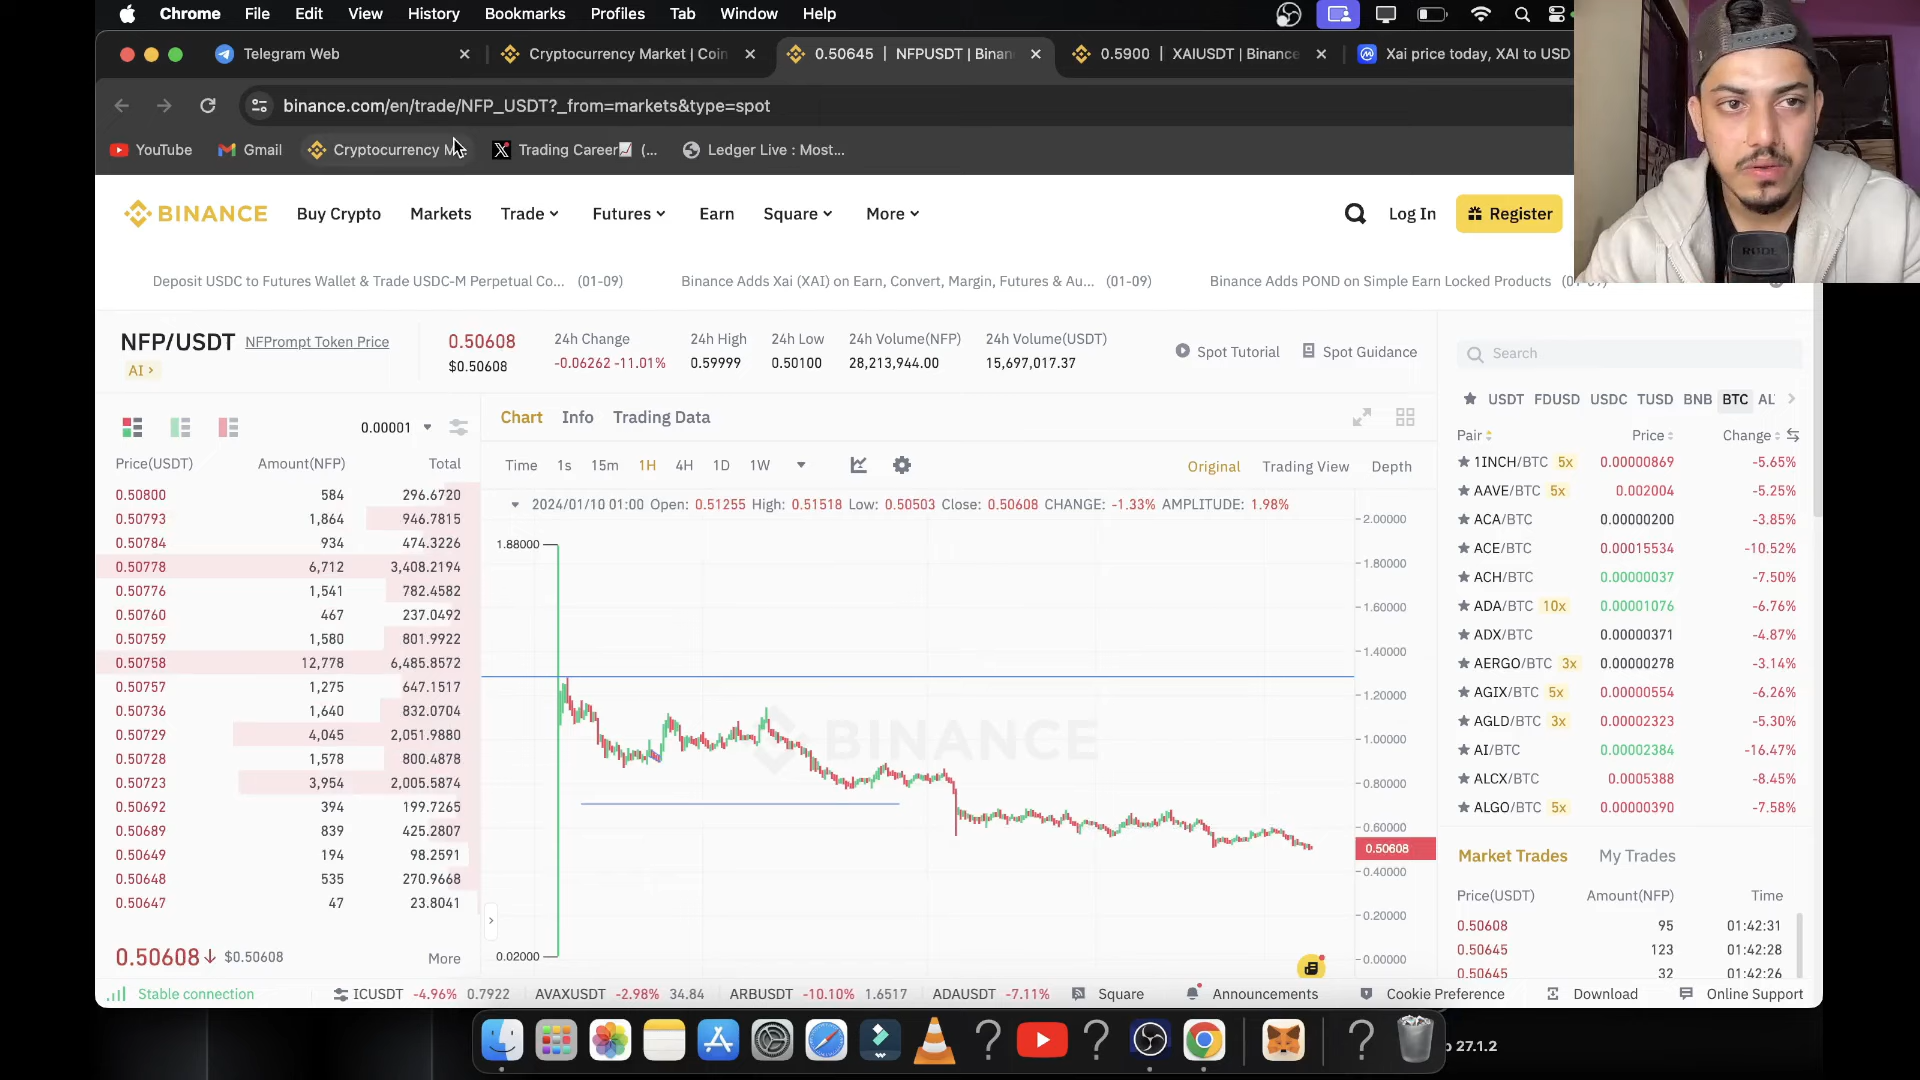 Chrome File Edit View History Bookmarks Profiles Tab Window Help
Telegram Web
Cryptocurrency Market | Coin
0.50645 | NFPUSDT | Binan
0.5900 | XAIUSDT | Binance
Xai price today, XAI to USD
binance.com/en/trade/NFP_USDT?_from=markets&type=spot
YouTube Gmail Cryptocurrency M Trading Career (... Ledger Live : Most...
BINANCE Buy Crypto Markets Trade Futures Earn Square More Log In Register
Deposit USDC to Futures Wallet & Trade USDC-M Perpetual Co... (01-09) Binance Adds Xai (XAI) on Earn, Convert, Margin, Futures & Au... (01-09) Binance Adds POND on Simple Earn Locked Products
NFP/USDT NFPrompt Token Price
AI
0.50608
$0.50608
24h Change
-0.06262 -11.01%
24h High
0.59999
24h Low
0.50100
24h Volume(NFP)
28,213,944.00
24h Volume(USDT)
15,697,017.37
Spot Tutorial Spot Guidance
0.00001
Price(USDT) Amount(NFP) Total
0.50800 584 296.6720
0.50793 1,864 946.7815
0.50784 934 474.3226
0.50778 6,712 3,408.2194
0.50776 1,541 782.4582
0.50760 467 237.0492
0.50759 1,580 801.9922
0.50758 12,778 6,485.8572
0.50757 1,275 647.1517
0.50736 1,640 832.0704
0.50729 4,045 2,051.9880
0.50728 1,578 800.4878
0.50723 3,954 2,005.5874
0.50692 394 199.7265
0.50689 839 425.2807
0.50649 194 98.2591
0.50648 535 270.9668
0.50647 47 23.8041
0.50608 $0.50608 More
Chart Info Trading Data
Time 1s 15m 1H 4H 1D 1W Original Trading View Depth
2024/01/10 01:00 Open: 0.51255 High: 0.51518 Low: 0.50503 Close: 0.50608 CHANGE: -1.33% AMPLITUDE: 1.98%
1.88000
0.02000
BINANCE
2.00000
1.80000
1.60000
1.40000
1.20000
1.00000
0.80000
0.60000
0.50608
0.40000
0.20000
0.00000
Search
USDT FDUSD USDC TUSD BNB BTC AL
Pair Price Change
1INCH/BTC 5x 0.00000869 -5.65%
AAVE/BTC 5x 0.002004 -5.25%
ACA/BTC 0.00000200 -3.85%
ACE/BTC 0.00015534 -10.52%
ACH/BTC 0.00000037 -7.50%
ADA/BTC 10x 0.00001076 -6.76%
ADX/BTC 0.00000371 -4.87%
AERGO/BTC 3x 0.00000278 -3.14%
AGIX/BTC 5x 0.00000554 -6.26%
AGLD/BTC 3x 0.00002323 -5.30%
AI/BTC 0.00002384 -16.47%
ALCX/BTC 0.0005388 -8.45%
ALGO/BTC 5x 0.00000390 -7.58%
Market Trades My Trades
Price(USDT) Amount(NFP) Time
0.50608 95 01:42:31
0.50645 123 01:42:28
0.50645 32 01:42:26
Stable connection ICUSDT -4.96% 0.7922 AVAXUSDT -2.98% 34.84 ARBUSDT -10.10% 1.6517 ADAUSDT -7.11% Square Announcements Cookie Preference Download Online Support
27.1.2
RODE